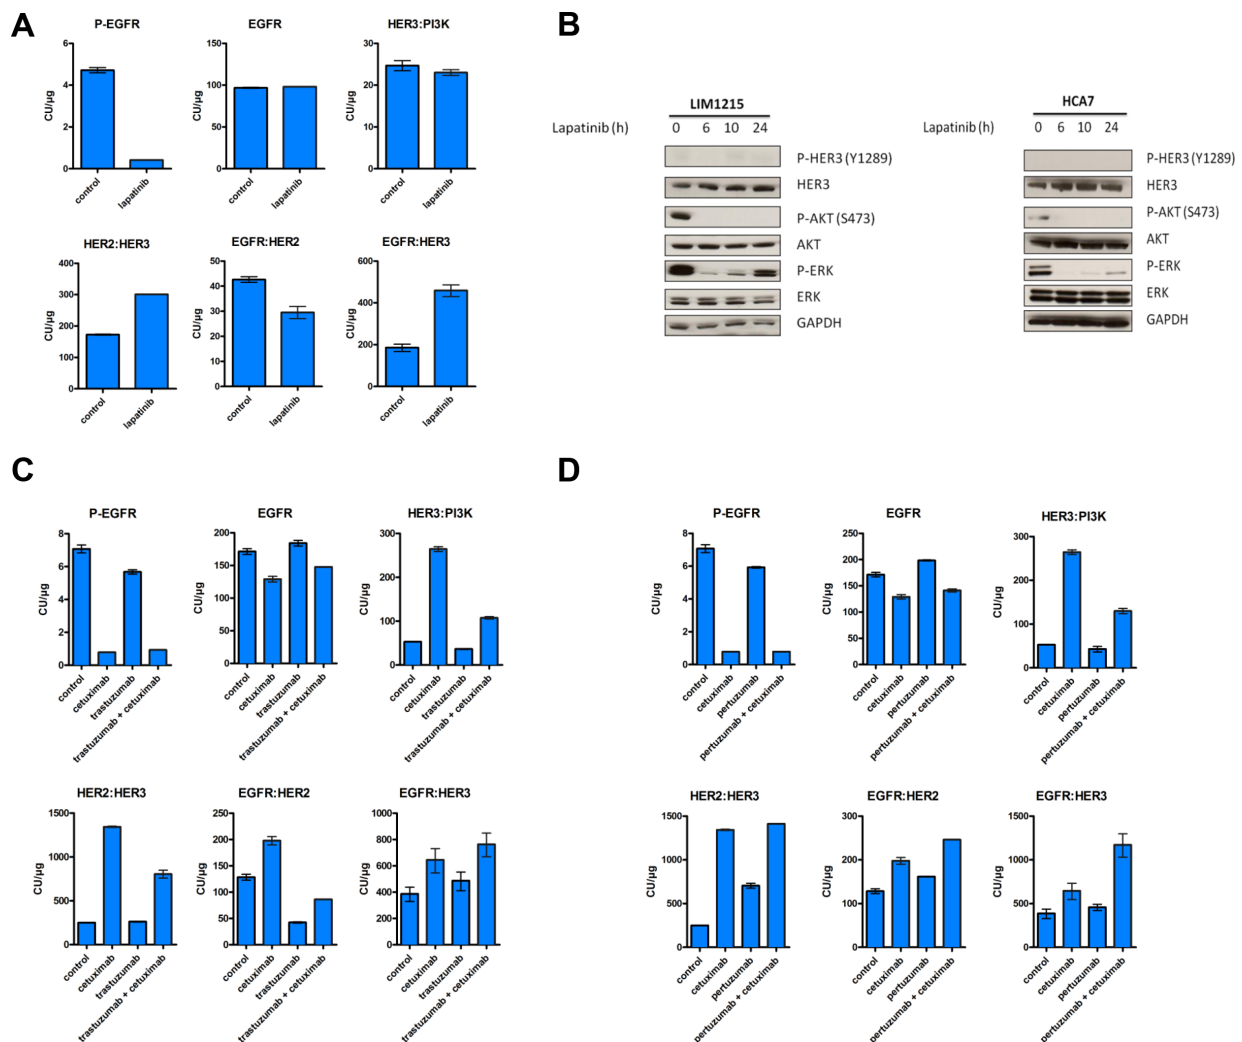 A
P-EGFR
EGFR
HER3:PI3K
CU/µg
6
4
2
0
control
lapatinib
CU/µg
150
100
50
0
control
lapatinib
CU/µg
30
20
10
0
control
lapatinib
HER2:HER3
EGFR:HER2
EGFR:HER3
CU/µg
400
300
200
100
0
control
lapatinib
CU/µg
50
40
30
20
10
0
control
lapatinib
CU/µg
600
400
200
0
control
lapatinib
B
LIM1215
Lapatinib (h) 0 6 10 24
P-HER3 (Y1289)
HER3
P-AKT (S473)
AKT
P-ERK
ERK
GAPDH
HCA7
Lapatinib (h) 0 6 10 24
P-HER3 (Y1289)
HER3
P-AKT (S473)
AKT
P-ERK
ERK
GAPDH
C
P-EGFR
EGFR
HER3:PI3K
CU/µg
8
6
4
2
0
control
cetuximab
trastuzumab
trastuzumab + cetuximab
CU/µg
200
150
100
50
0
control
cetuximab
trastuzumab
trastuzumab + cetuximab
CU/µg
300
200
100
0
control
cetuximab
trastuzumab
trastuzumab + cetuximab
HER2:HER3
EGFR:HER2
EGFR:HER3
CU/µg
1500
1000
500
0
control
cetuximab
trastuzumab
trastuzumab + cetuximab
CU/µg
250
200
150
100
50
0
control
cetuximab
trastuzumab
trastuzumab + cetuximab
CU/µg
1000
800
600
400
200
0
control
cetuximab
trastuzumab
trastuzumab + cetuximab
D
P-EGFR
EGFR
HER3:PI3K
CU/µg
8
6
4
2
0
control
cetuximab
pertuzumab
pertuzumab + cetuximab
CU/µg
250
200
150
100
50
0
control
cetuximab
pertuzumab
pertuzumab + cetuximab
CU/µg
300
200
100
0
control
cetuximab
pertuzumab
pertuzumab + cetuximab
HER2:HER3
EGFR:HER2
EGFR:HER3
CU/µg
1500
1000
500
0
control
cetuximab
pertuzumab
pertuzumab + cetuximab
CU/µg
300
200
100
0
control
cetuximab
pertuzumab
pertuzumab + cetuximab
CU/µg
1500
1000
500
0
control
cetuximab
pertuzumab
pertuzumab + cetuximab